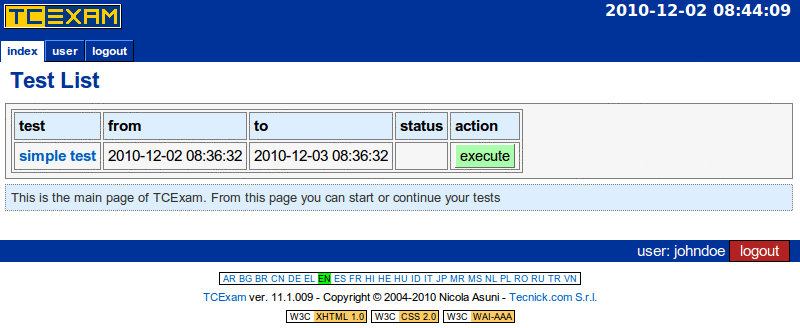 TCEXAM
2010-12-02 08:44:09
index user logout
Test List
test from to status action
simple test 2010-12-02 08:36:32 2010-12-03 08:36:32 execute
This is the main page of TCExam. From this page you can start or continue your tests
user: johndoe logout
AR BG BR CN DE EL EN ES FR HI HE HU ID IT JP MR MS NL PL RO RU TR VN
TCExam ver. 11.1.009 - Copyright © 2004-2010 Nicola Asuni - Tecnick.com S.r.l.
W3C XHTML 1.0 W3C CSS 2.0 W3C WAI-AAA